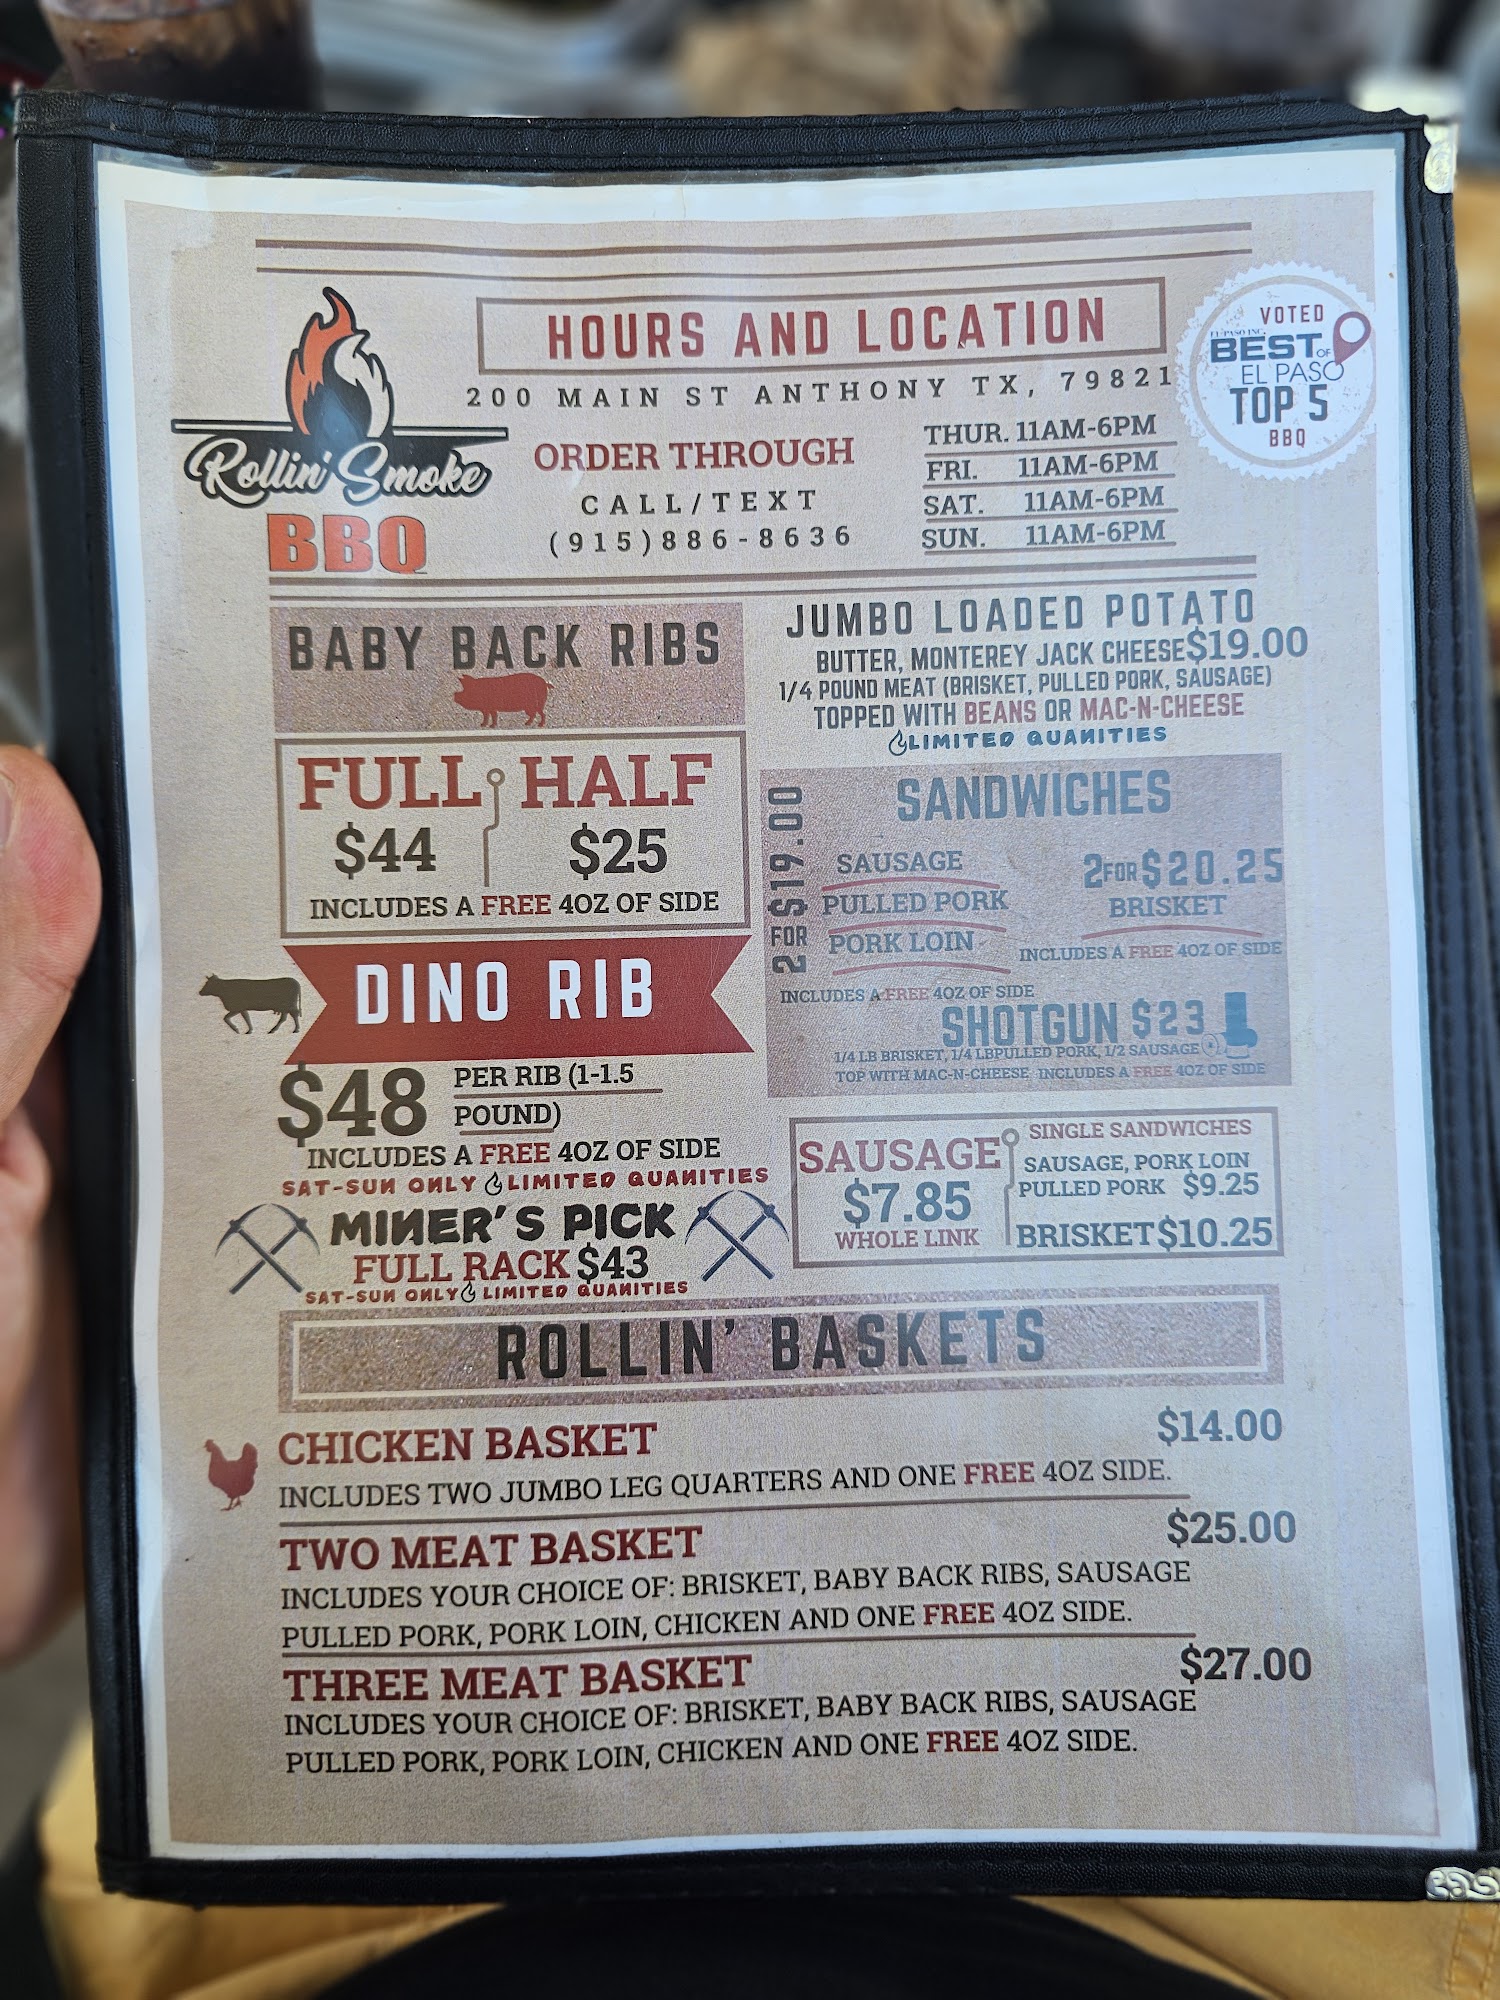 HOURS AND LOCATION
200 MAIN ST ANTHONY TX, 79821
VOTED
EL PASO INC.
BEST OF
EL PASO
TOP 5
BBQ
Rollin' Smoke
BBQ
ORDER THROUGH
CALL/TEXT
(915)886-8636
THUR. 11AM-6PM
FRI. 11AM-6PM
SAT. 11AM-6PM
SUN. 11AM-6PM
BABY BACK RIBS
FULL HALF
$44 $25
INCLUDES A FREE 4OZ OF SIDE
DINO RIB
$48 PER RIB (1-1.5
POUND)
INCLUDES A FREE 4OZ OF SIDE
SAT-SUN ONLY LIMITED QUANITIES
MINER'S PICK
FULL RACK $43
SAT-SUN ONLY LIMITED QUANITIES
JUMBO LOADED POTATO
BUTTER, MONTEREY JACK CHEESE $19.00
1/4 POUND MEAT (BRISKET, PULLED PORK, SAUSAGE)
TOPPED WITH BEANS OR MAC-N-CHEESE
LIMITED QUANITIES
SANDWICHES
2 FOR $19.00
SAUSAGE
PULLED PORK
PORK LOIN
INCLUDES A FREE 4OZ OF SIDE
2 FOR $20.25
BRISKET
INCLUDES A FREE 4OZ OF SIDE
SHOTGUN $23
1/4 LB BRISKET, 1/4 LBPULLED PORK, 1/2 SAUSAGE
TOP WITH MAC-N-CHEESE INCLUDES A FREE 4OZ OF SIDE
SAUSAGE
$7.85
WHOLE LINK
SINGLE SANDWICHES
SAUSAGE, PORK LOIN
PULLED PORK $9.25
BRISKET $10.25
ROLLIN' BASKETS
CHICKEN BASKET $14.00
INCLUDES TWO JUMBO LEG QUARTERS AND ONE FREE 4OZ SIDE.
TWO MEAT BASKET $25.00
INCLUDES YOUR CHOICE OF: BRISKET, BABY BACK RIBS, SAUSAGE
PULLED PORK, PORK LOIN, CHICKEN AND ONE FREE 4OZ SIDE.
THREE MEAT BASKET $27.00
INCLUDES YOUR CHOICE OF: BRISKET, BABY BACK RIBS, SAUSAGE
PULLED PORK, PORK LOIN, CHICKEN AND ONE FREE 4OZ SIDE.